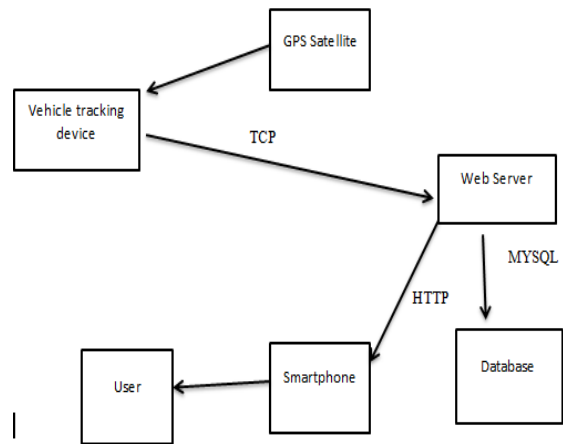 GPS Satellite
Vehicle tracking
device
TCP
Web Server
MYSQL
HTTP
User
Smartphone
Database